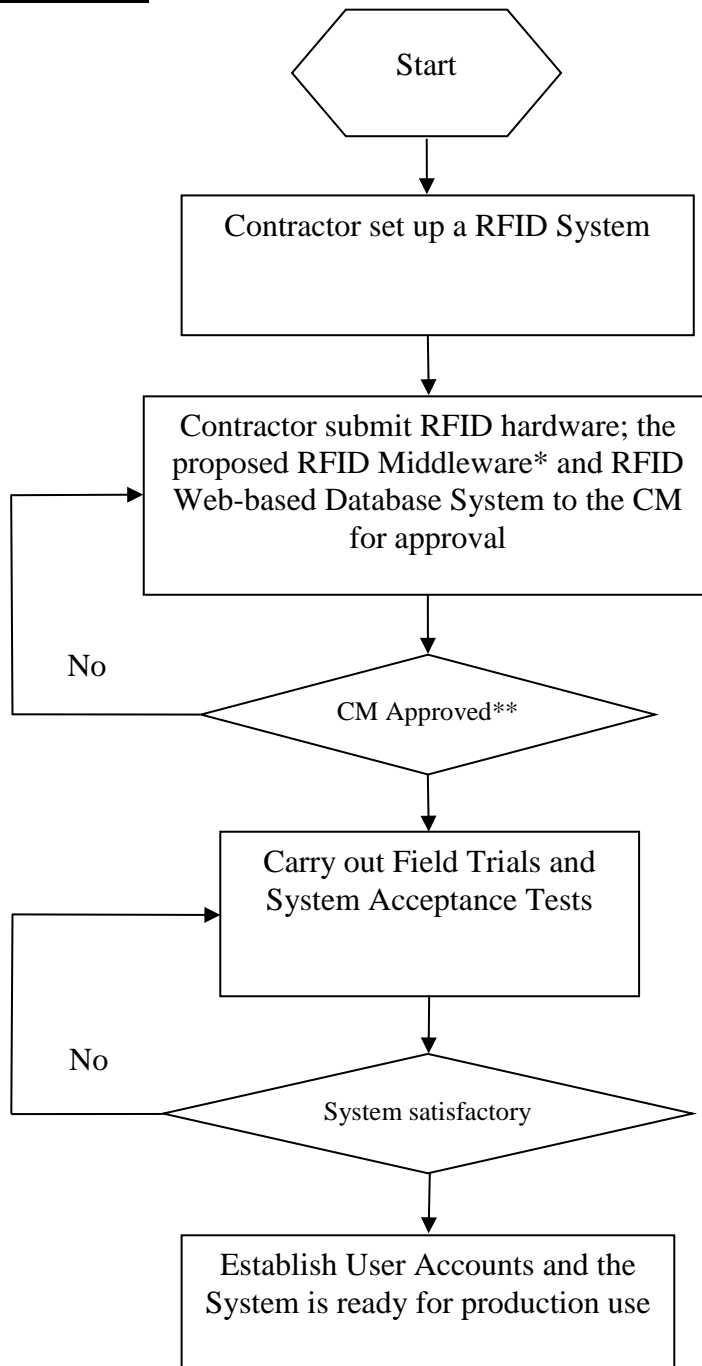 Start
Contractor set up a RFID System
Contractor submit RFID hardware; the
proposed RFID Middleware* and RFID
Web-based Database System to the CM
for approval
No
CM Approved**
Carry out Field Trials and
System Acceptance Tests
No
System satisfactory
Establish User Accounts and the
System is ready for production use